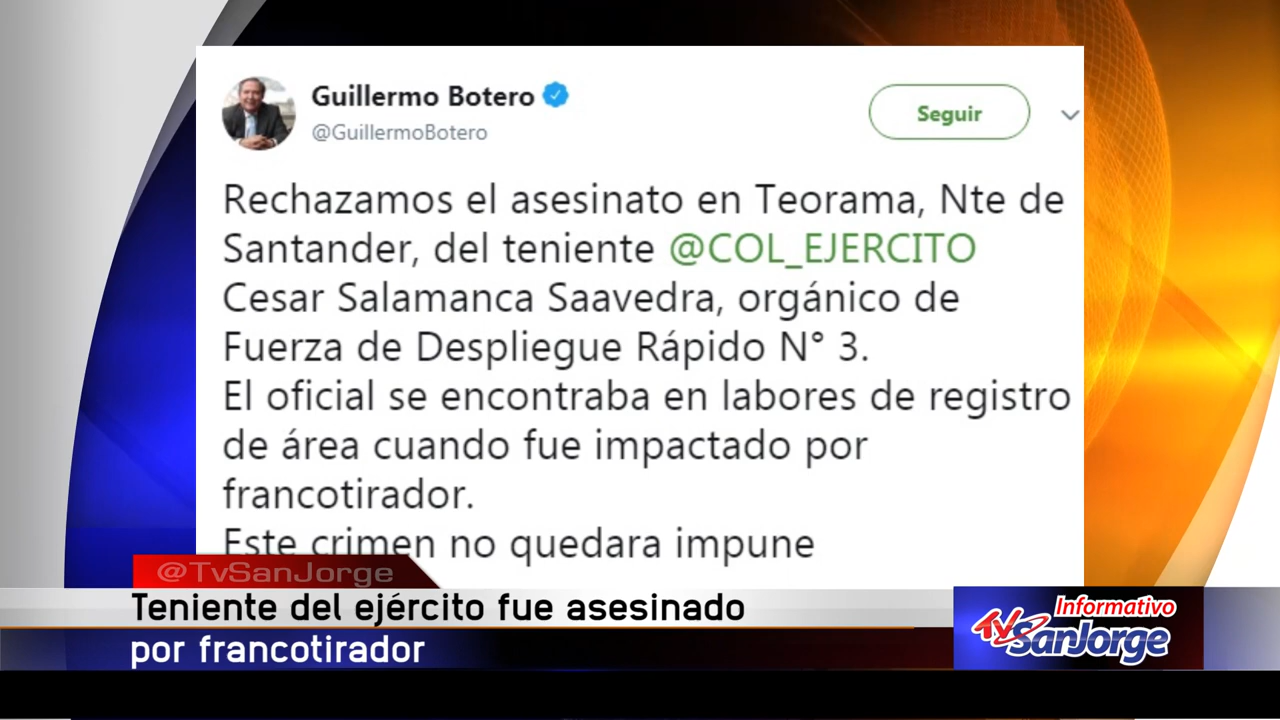 Guillermo Botero
@GuillermoBotero
Seguir
Rechazamos el asesinato en Teorama, Nte de
Santander, del teniente @COL_EJERCITO
Cesar Salamanca Saavedra, orgánico de
Fuerza de Despliegue Rápido N° 3.
El oficial se encontraba en labores de registro
de área cuando fue impactado por
francotirador.
Este crimen no quedara impune
@TvSanJorge
Teniente del ejército fue asesinado
por francotirador
Informativo
TV SanJorge